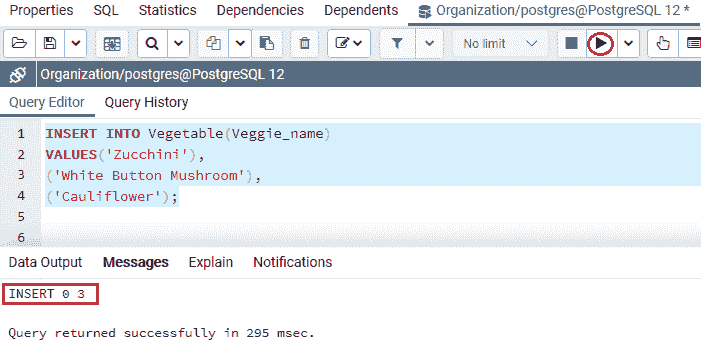 Properties SQL Statistics Dependencies Dependents Organization/postgres@PostgreSQL 12 *
No limit
Organization/postgres@PostgreSQL 12
Query Editor Query History
1 INSERT INTO Vegetable(Veggie_name)
2 VALUES('Zucchini'),
3 ('White Button Mushroom'),
4 ('Cauliflower');
5
6
Data Output Messages Explain Notifications
INSERT 0 3
Query returned successfully in 295 msec.